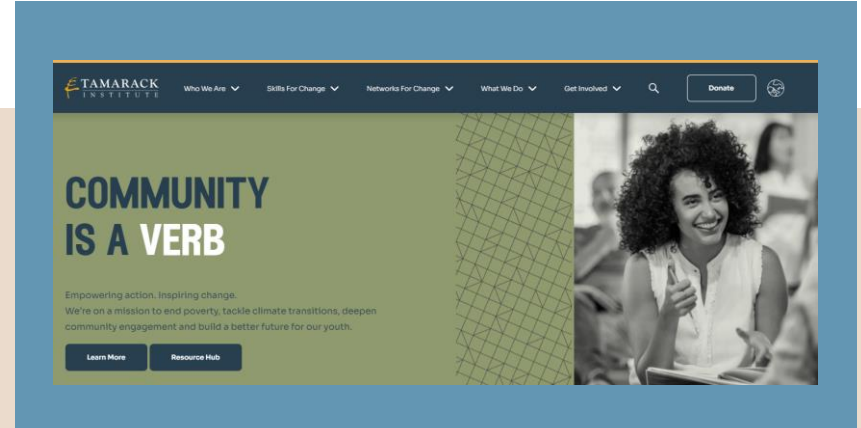 TAMARACK
INSTITUTE
Who We Are
Skills For Change
Networks For Change
What We Do
Get Involved
Donate
COMMUNITY
IS A VERB
Empowering action. Inspiring change.
We're on a mission to end poverty, tackle climate transitions, deepen
community engagement and build a better future for our youth.
Learn More
Resource Hub